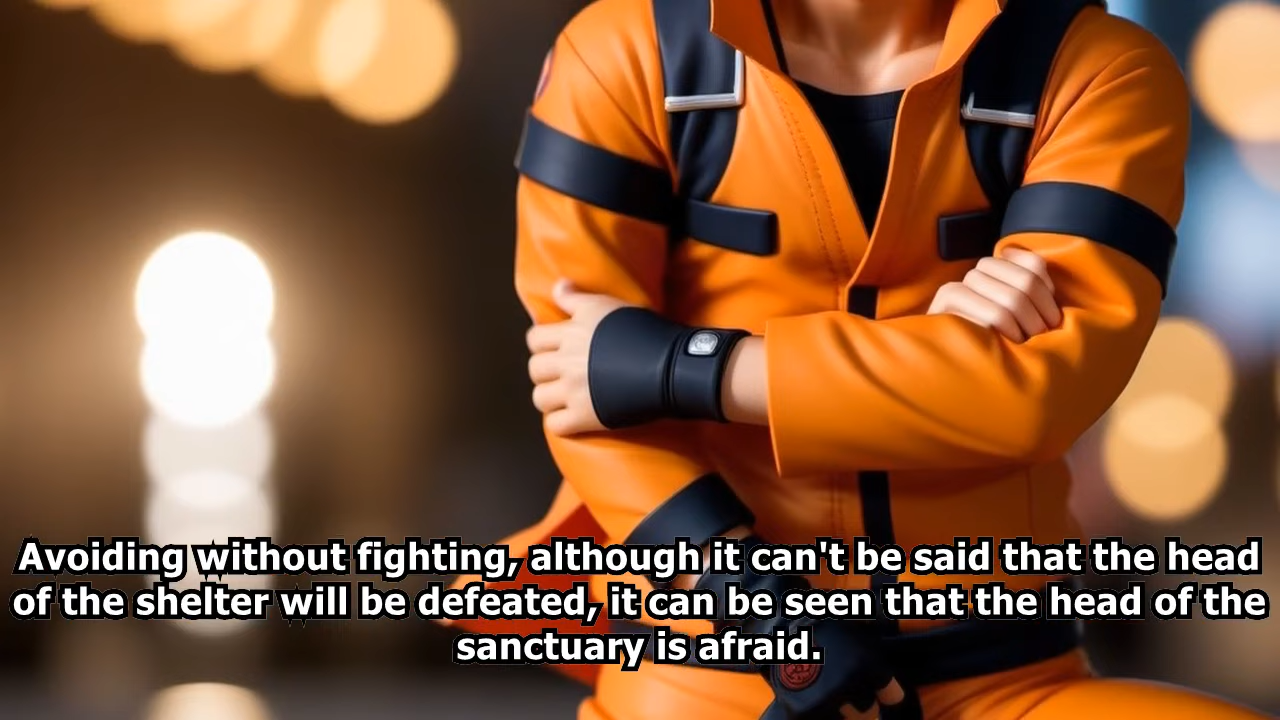 Avoiding without fighting, although it can't be said that the head
of the shelter will be defeated, it can be seen that the head of the
sanctuary is afraid.